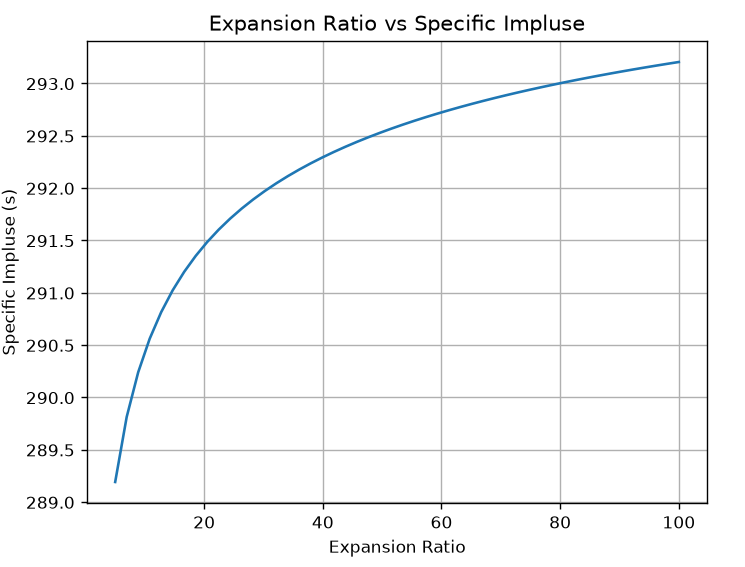 Expansion Ratio vs Specific Impluse
Specific Impluse (s)
293.0
292.5
292.0
291.5
291.0
290.5
290.0
289.5
289.0
20 40 60 80 100
Expansion Ratio